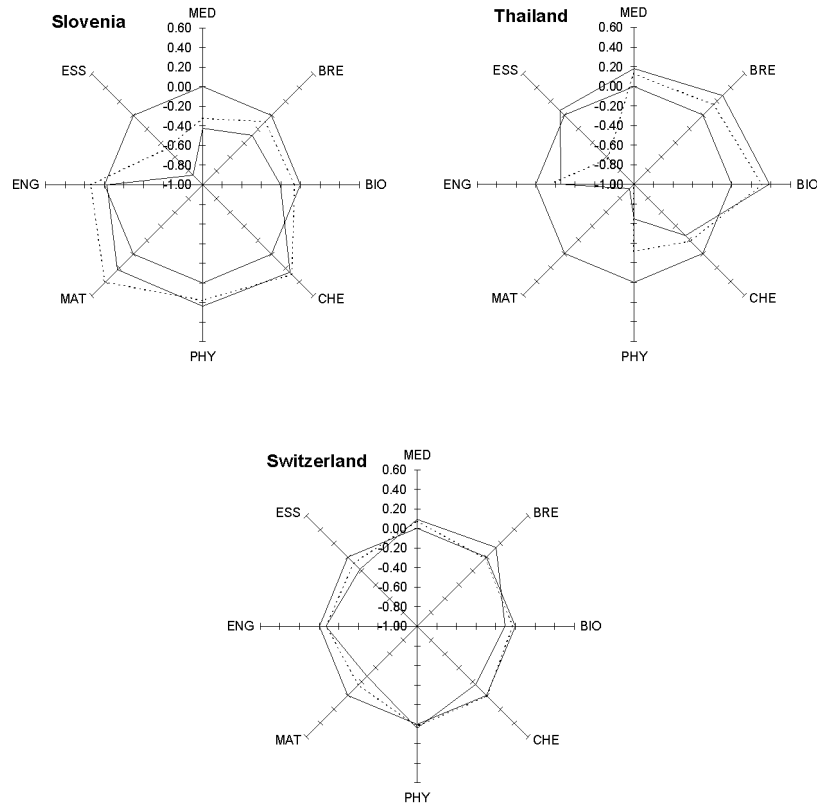 Slovenia
MED
0.60
0.40
0.20
0.00
-0.20
-0.40
-0.60
-0.80
-1.00
BRE
BIO
CHE
PHY
MAT
ENG
ESS
Thailand
MED
0.60
0.40
0.20
0.00
-0.20
-0.40
-0.60
-0.80
-1.00
BRE
BIO
CHE
PHY
MAT
ENG
ESS
Switzerland
MED
0.60
0.40
0.20
0.00
-0.20
-0.40
-0.60
-0.80
-1.00
BRE
BIO
CHE
PHY
MAT
ENG
ESS